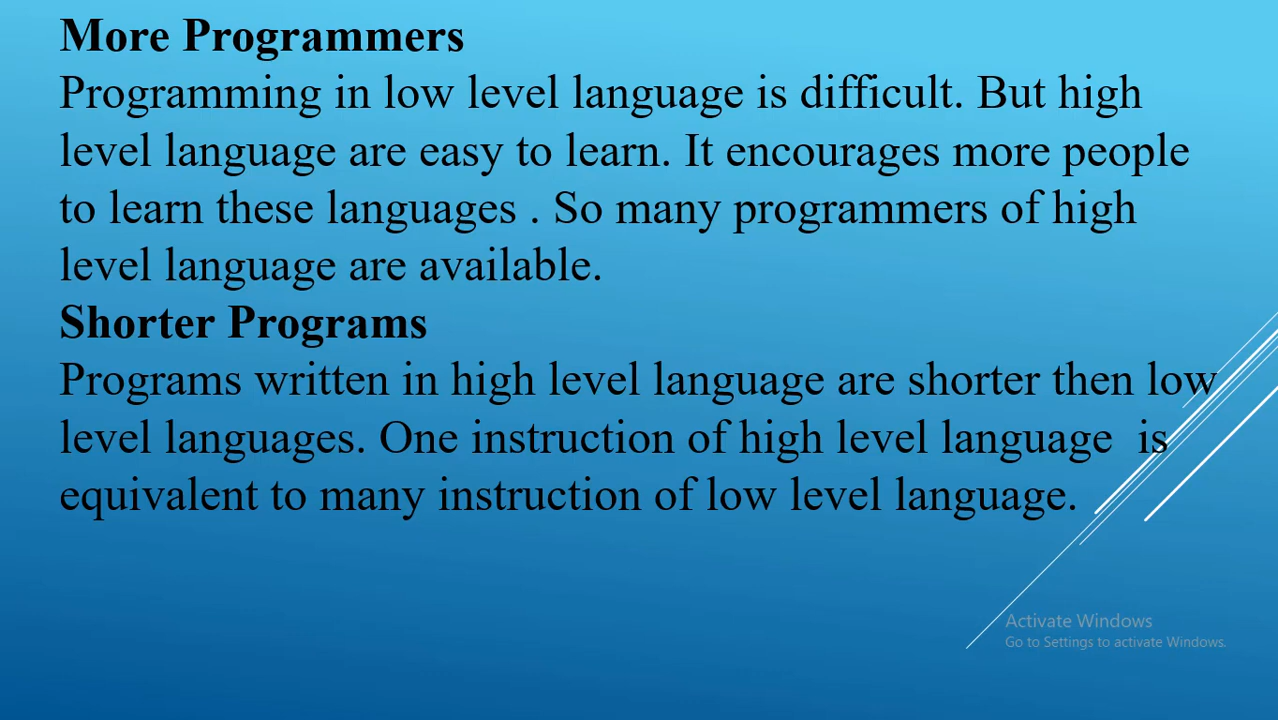 More Programmers
Programming in low level language is difficult. But high
level language are easy to learn. It encourages more people
to learn these languages . So many programmers of high
level language are available.
Shorter Programs
Programs written in high level language are shorter then low
level languages. One instruction of high level language  is
equivalent to many instruction of low level language.
Activate Windows
Go to Settings to activate Windows.